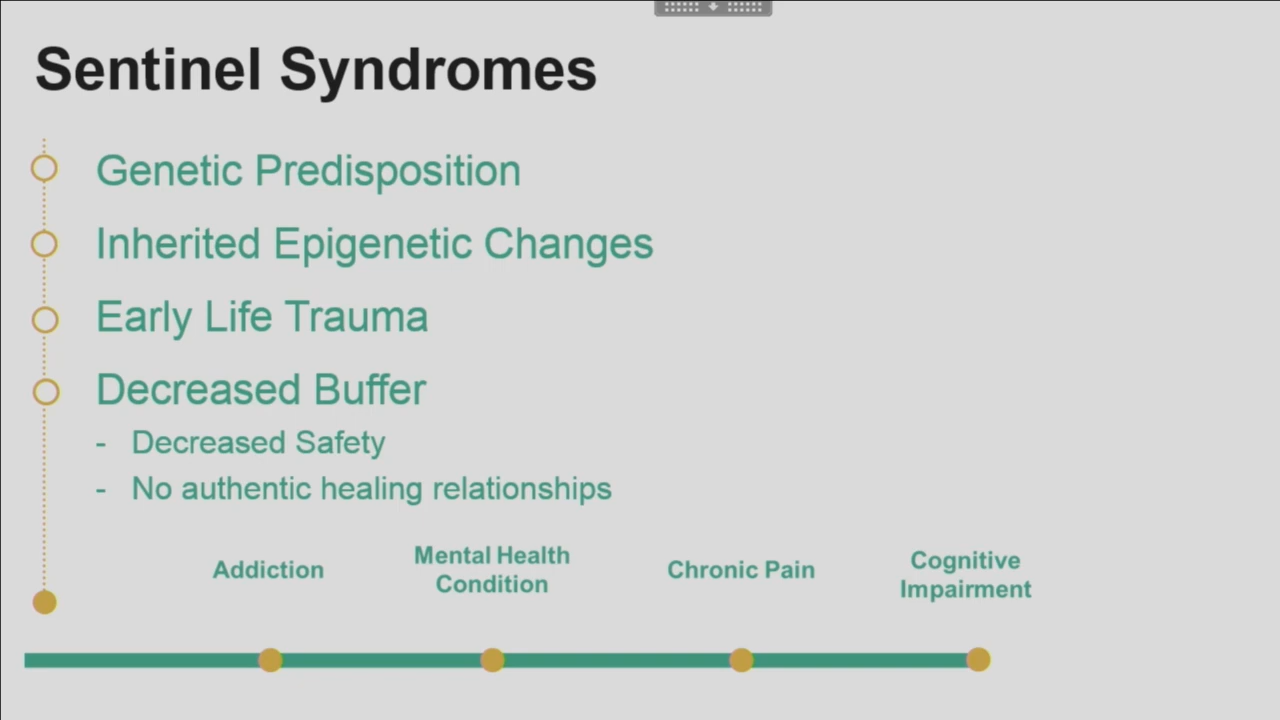 Sentinel Syndromes
Genetic Predisposition
Inherited Epigenetic Changes
Early Life Trauma
Decreased Buffer
- Decreased Safety
- No authentic healing relationships
Addiction
Mental Health
Condition
Chronic Pain
Cognitive
Impairment